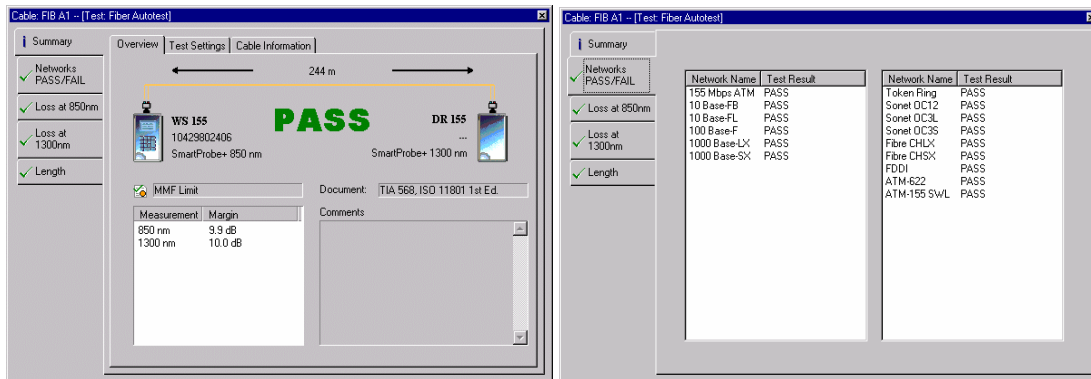 Cable: FIB A1 -- [Test: Fiber Autotest]
i Summary
Networks
PASS/FAIL
Loss at 850nm
Loss at
1300nm
Length
Overview
Test Settings
Cable Information
244 m
PASS
WS 155
10429802406
SmartProbe+ 850 nm
DR 155
...
SmartProbe+ 1300 nm
MMF Limit
Document: TIA 568, ISO 11801 1st Ed.
Measurement Margin
850 nm 9.9 dB
1300 nm 10.0 dB
Comments
Cable: FIB A1 -- [Test: Fiber Autotest]
i Summary
Networks
PASS/FAIL
Loss at 850nm
Loss at
1300nm
Length
Network Name Test Result
155 Mbps ATM PASS
10 Base-FB PASS
10 Base-FL PASS
100 Base-F PASS
1000 Base-LX PASS
1000 Base-SX PASS
Network Name Test Result
Token Ring PASS
Sonet OC12 PASS
Sonet OC3L PASS
Sonet OC3S PASS
Fibre CHLX PASS
Fibre CHSX PASS
FDDI PASS
ATM-622 PASS
ATM-155 SWL PASS